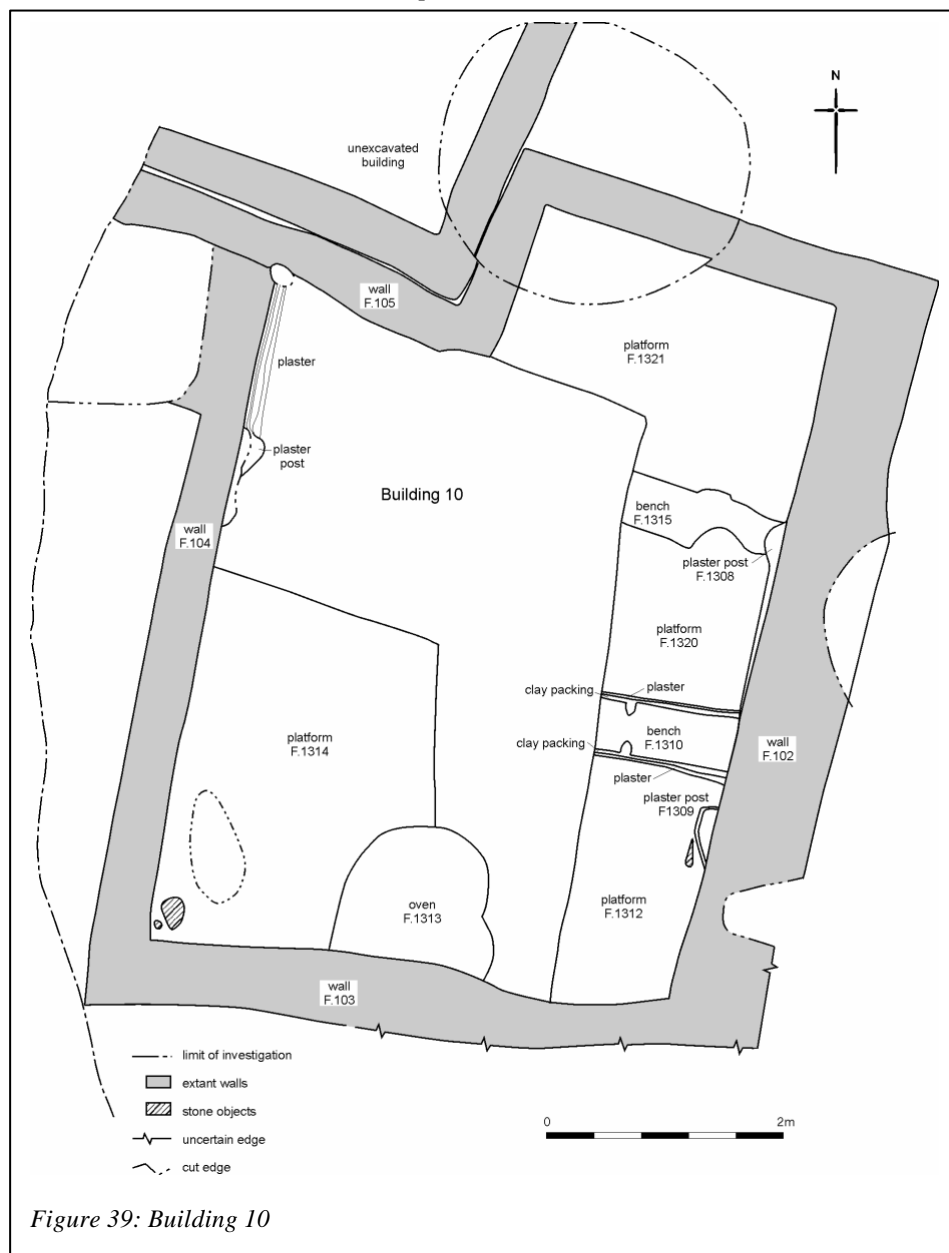 N
unexcavated
building
wall
F.105
platform
F.1321
plaster
plaster
post
Building 10
bench
F.1315
wall
F.104
plaster post
F.1308
platform
F.1320
clay packing
plaster
bench
F.1310
platform
F.1314
wall
F.102
clay packing
plaster
plaster post
F1309
oven
F.1313
platform
F.1312
wall
F.103
limit of investigation
extant walls
stone objects
uncertain edge
cut edge
0 2m
Figure 39: Building 10